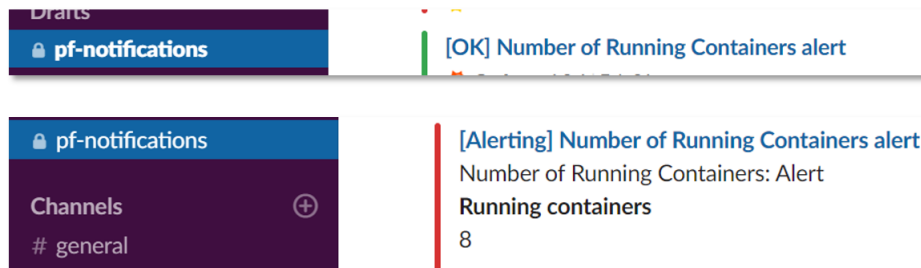 Drafts
pf-notifications
[OK] Number of Running Containers alert
pf-notifications
[Alerting] Number of Running Containers alert
Number of Running Containers: Alert
Channels
Running containers
# general
8